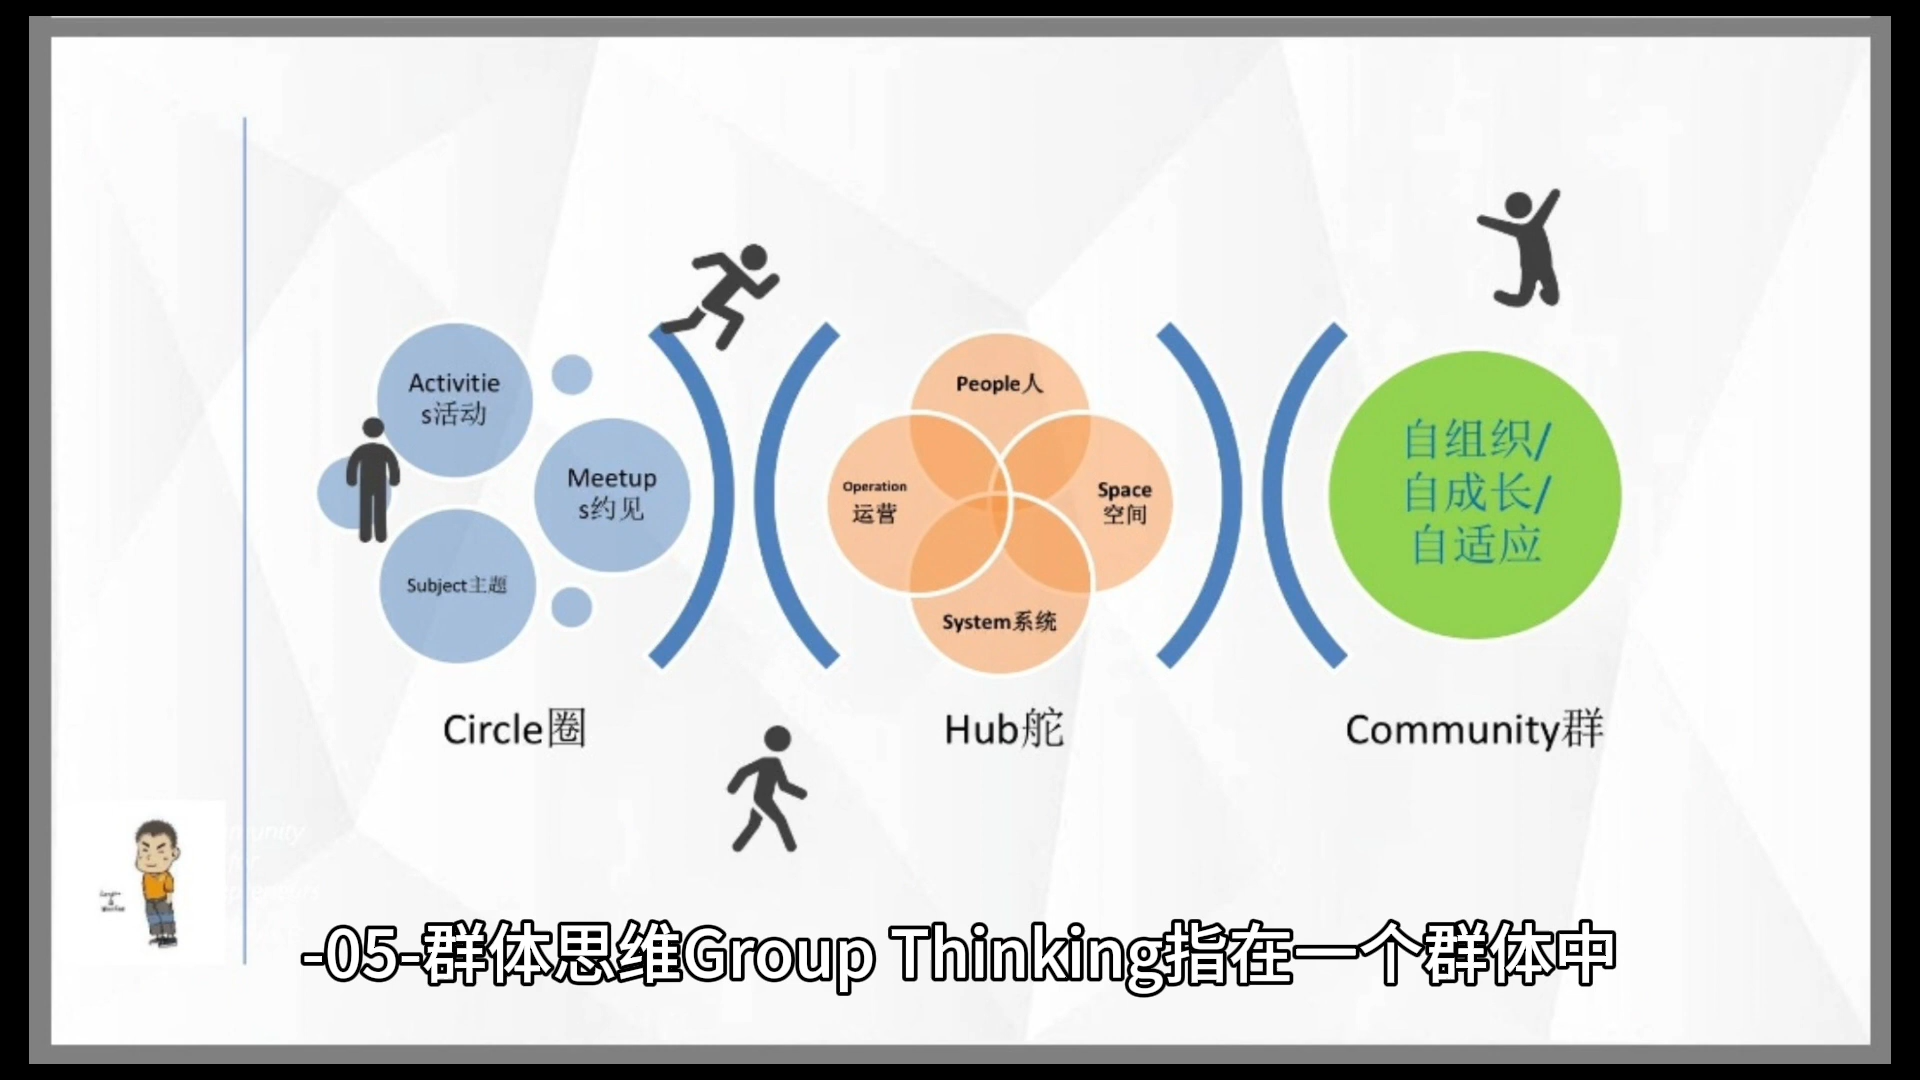 Activitie
s活动
Meetup
s约见
Subject主题
Circle圈
People人
Operation
运营
Space
空间
System系统
Hub舵
自组织/
自成长/
自适应
Community群
-05-群体思维Group Thinking指在一个群体中